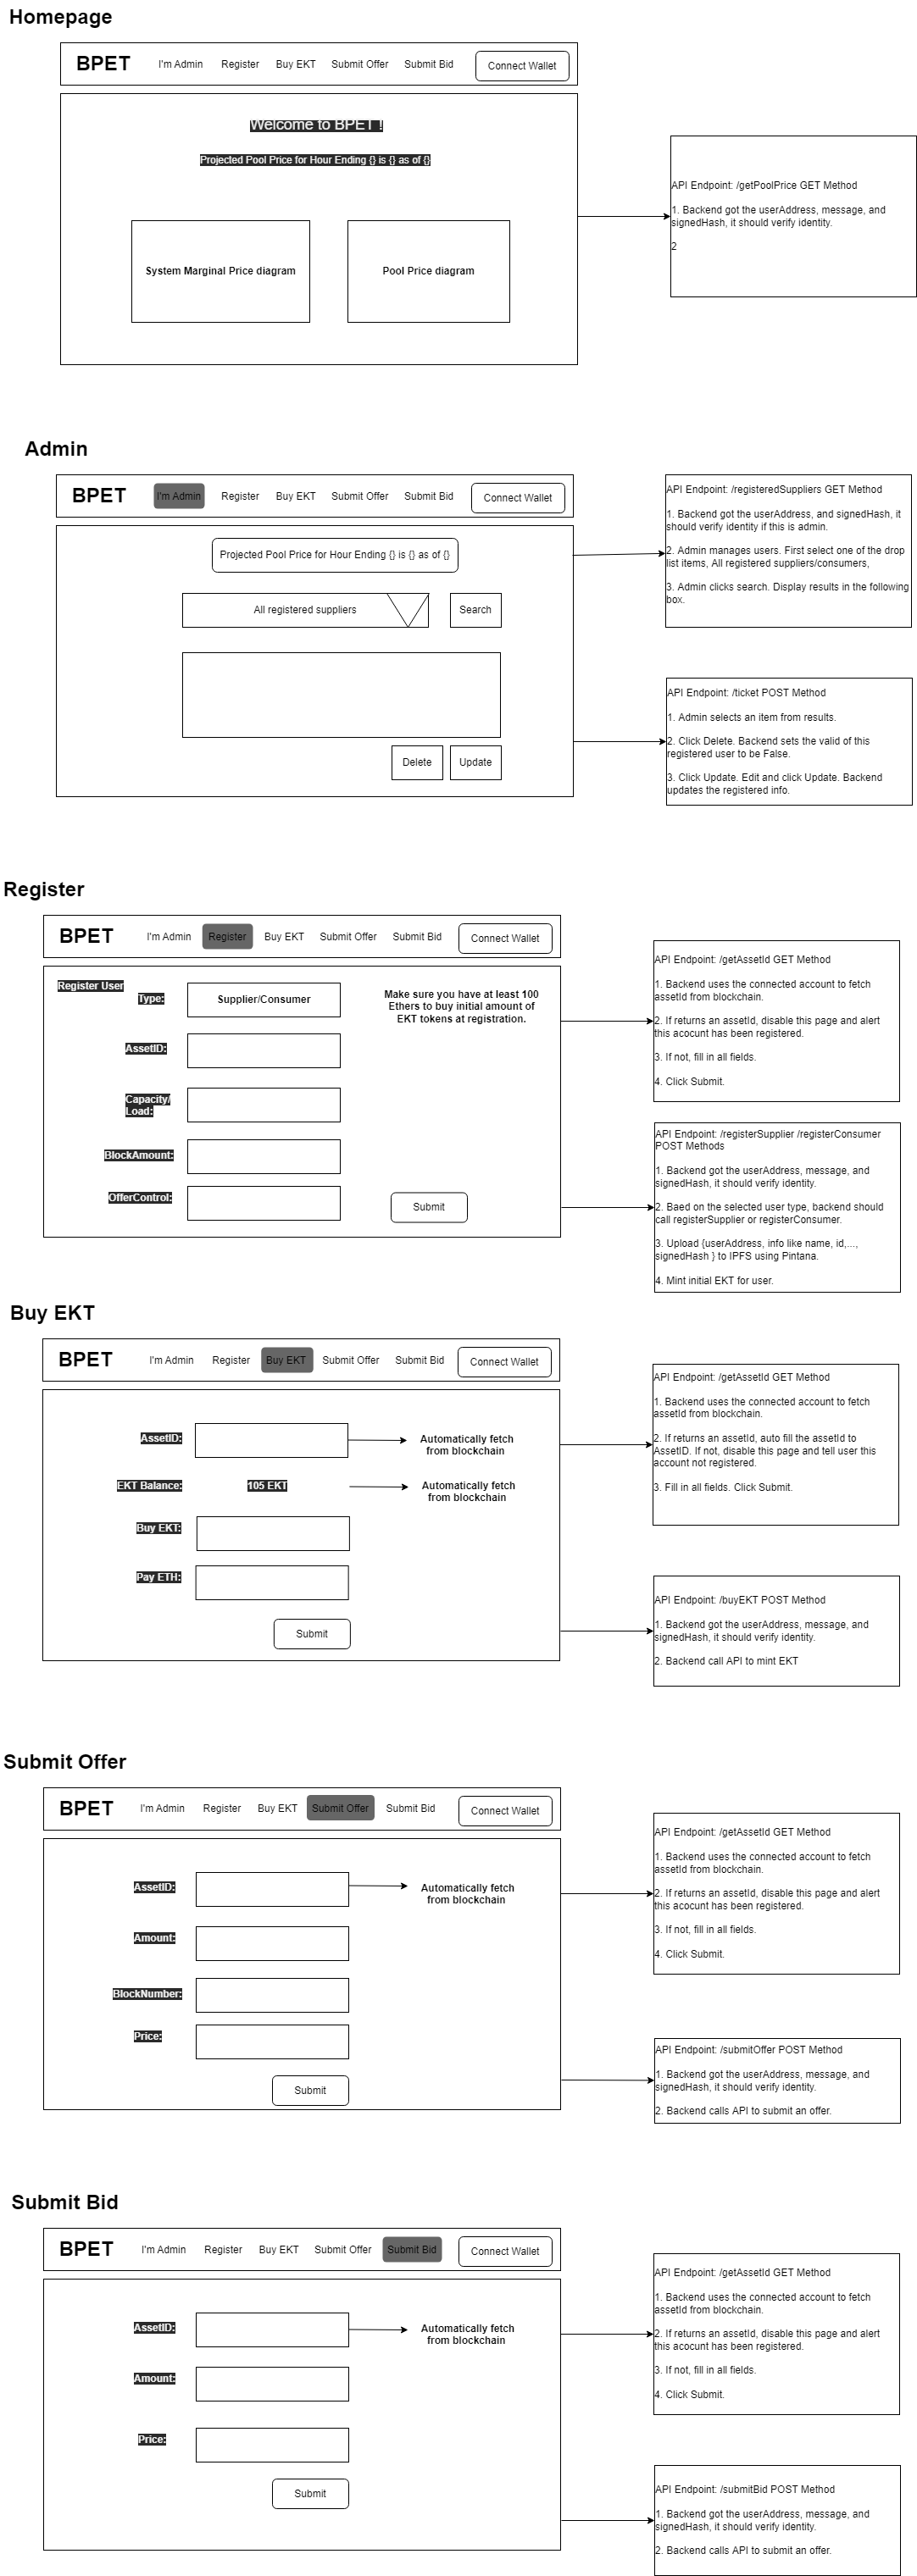 Homepage
BPET
I'm Admin
Register
Buy EKT
Submit Offer
Submit Bid
Connect Wallet
Welcome to BPET !
Projected Pool Price for Hour Ending {} is {} as of {}
System Marginal Price diagram
Pool Price diagram
API Endpoint: /getPoolPrice GET Method
1. Backend got the userAddress, message, and
signedHash, it should verify identity.
2
Admin
BPET
I'm Admin
Register
Buy EKT
Submit Offer
Submit Bid
Connect Wallet
Projected Pool Price for Hour Ending {} is {} as of {}
All registered suppliers
Search
Delete
Update
API Endpoint: /registeredSuppliers GET Method
1. Backend got the userAddress, and signedHash, it
should verify identity if this is admin.
2. Admin manages users. First select one of the drop
list items, All registered suppliers/consumers,
3. Admin clicks search. Display results in the following
box.
API Endpoint: /ticket POST Method
1. Admin selects an item from results.
2. Click Delete. Backend sets the valid of this
registered user to be False.
3. Click Update. Edit and click Update. Backend
updates the registered info.
Register
BPET
I'm Admin
Register
Buy EKT
Submit Offer
Submit Bid
Connect Wallet
Register User
Type:
Supplier/Consumer
Make sure you have at least 100
Ethers to buy initial amount of
EKT tokens at registration.
AssetID:
Capacity/
Load:
BlockAmount:
OfferControl:
Submit
API Endpoint: /getAssetId GET Method
1. Backend uses the connected account to fetch
assetId from blockchain.
2. If returns an assetId, disable this page and alert
this acocunt has been registered.
3. If not, fill in all fields.
4. Click Submit.
API Endpoint: /registerSupplier /registerConsumer
POST Methods
1. Backend got the userAddress, message, and
signedHash, it should verify identity.
2. Baed on the selected user type, backend should
call registerSupplier or registerConsumer.
3. Upload {userAddress, info like name, id,...,
signedHash } to IPFS using Pintana.
4. Mint initial EKT for user.
Buy EKT
BPET
I'm Admin
Register
Buy EKT
Submit Offer
Submit Bid
Connect Wallet
AssetID:
Automatically fetch
from blockchain
EKT Balance:
105 EKT
Automatically fetch
from blockchain
Buy EKT:
Pay ETH:
Submit
API Endpoint: /getAssetId GET Method
1. Backend uses the connected account to fetch
assetId from blockchain.
2. If returns an assetId, auto fill the assetId to
AssetID. If not, disable this page and tell user this
account not registered.
3. Fill in all fields. Click Submit.
API Endpoint: /buyEKT POST Method
1. Backend got the userAddress, message, and
signedHash, it should verify identity.
2. Backend call API to mint EKT
Submit Offer
BPET
I'm Admin
Register
Buy EKT
Submit Offer
Submit Bid
Connect Wallet
AssetID:
Automatically fetch
from blockchain
Amount:
BlockNumber:
Price:
Submit
API Endpoint: /getAssetId GET Method
1. Backend uses the connected account to fetch
assetId from blockchain.
2. If returns an assetId, disable this page and alert
this acocunt has been registered.
3. If not, fill in all fields.
4. Click Submit.
API Endpoint: /submitOffer POST Method
1. Backend got the userAddress, message, and
signedHash, it should verify identity.
2. Backend calls API to submit an offer.
Submit Bid
BPET
I'm Admin
Register
Buy EKT
Submit Offer
Submit Bid
Connect Wallet
AssetID:
Automatically fetch
from blockchain
Amount:
Price:
Submit
API Endpoint: /getAssetId GET Method
1. Backend uses the connected account to fetch
assetId from blockchain.
2. If returns an assetId, disable this page and alert
this acocunt has been registered.
3. If not, fill in all fields.
4. Click Submit.
API Endpoint: /submitBid POST Method
1. Backend got the userAddress, message, and
signedHash, it should verify identity.
2. Backend calls API to submit an offer.